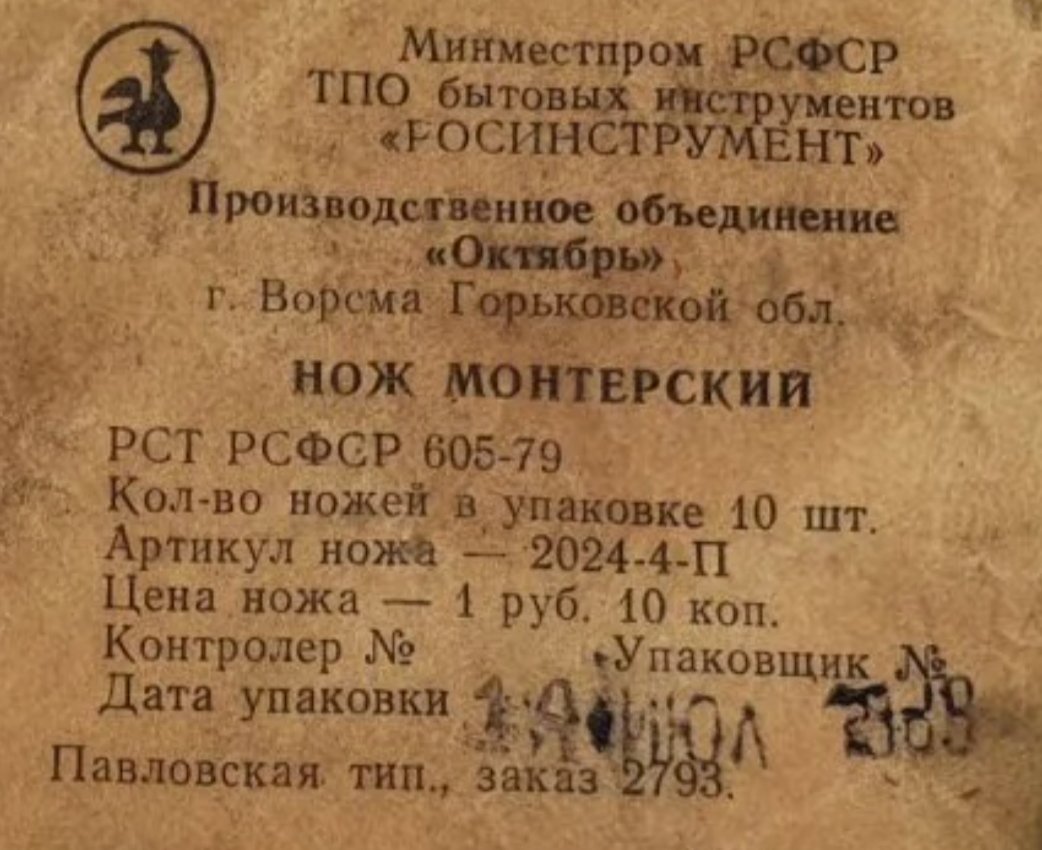 Минместпром РСФСР
ТПО бытовых инструментов
«РОСИНСТРУМЕНТ»
Производственное объединение
«Октябрь»
г. Ворсма Горьковской обл.
НОЖ МОНТЕРСКИЙ
РСТ РСФСР 605-79
Кол-во ножей в упаковке 10 шт.
Артикул ножа — 2024-4-П
Цена ножа — 1 руб. 10 коп.
Контролер № Упаковщик №
Дата упаковки
Павловская тип., заказ 2793.